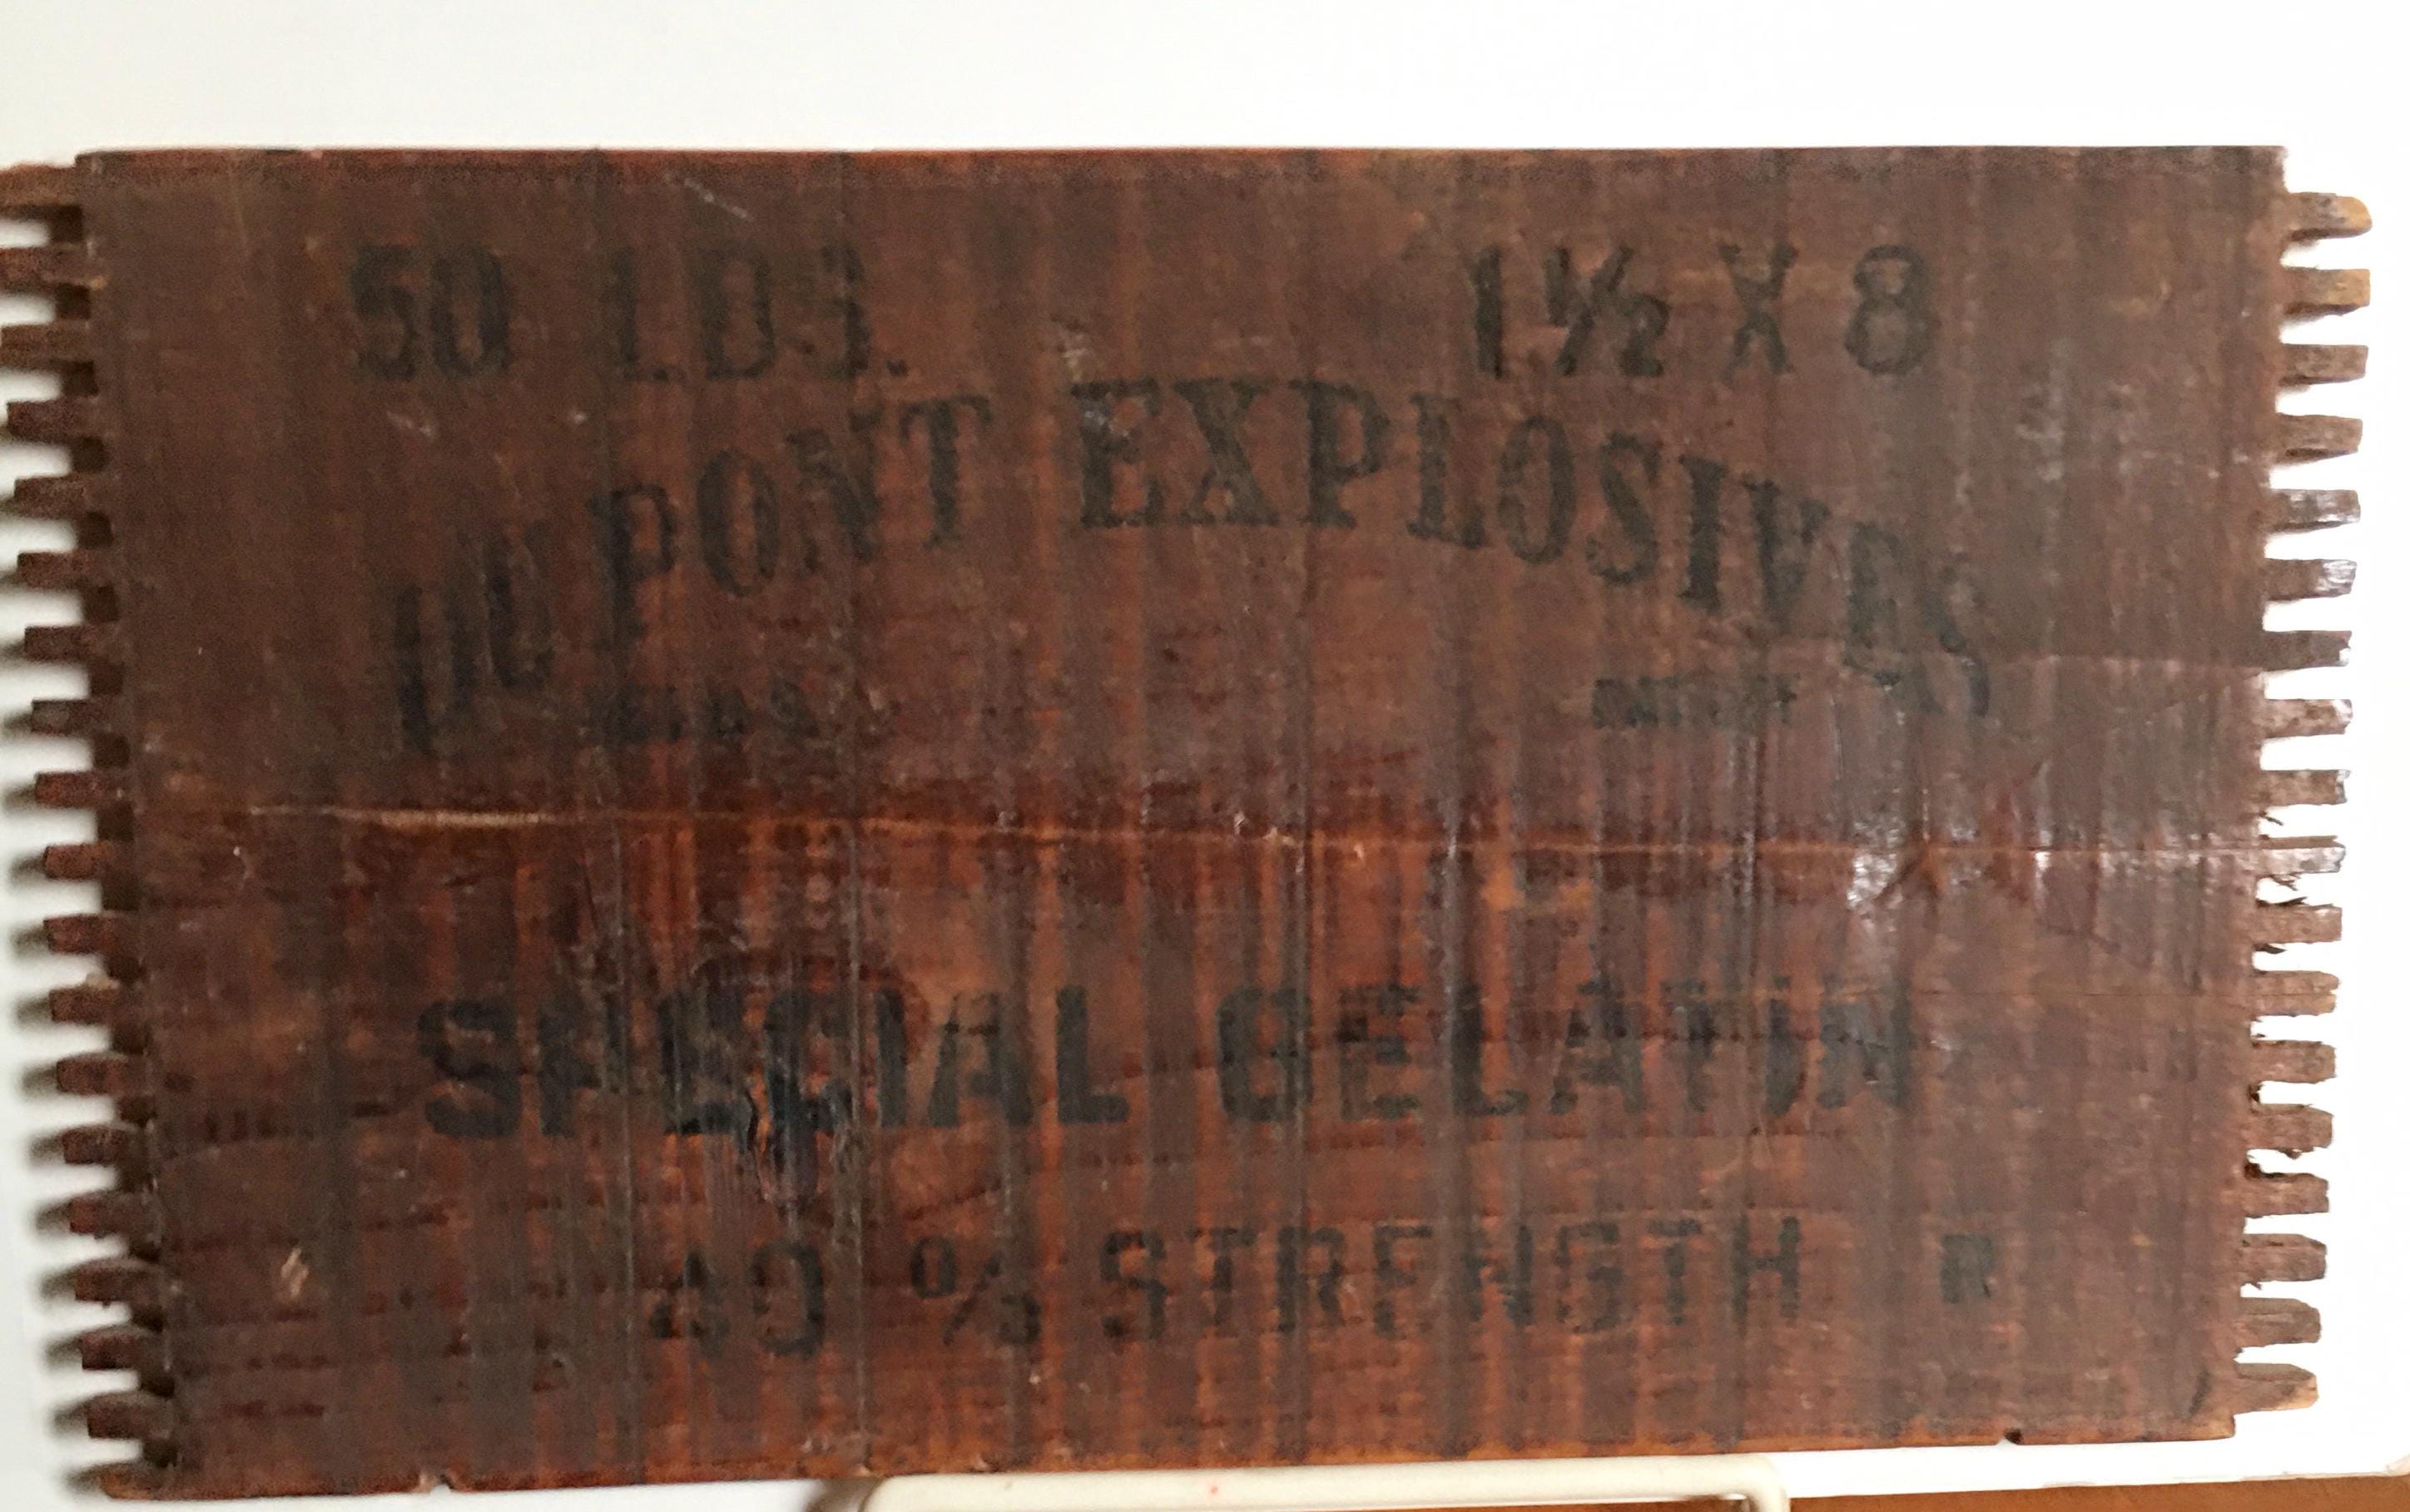 50 LBS. 1½ X 8
DU PONT EXPLOSIVES
SPECIAL GELATIN
40 % STRENGTH R